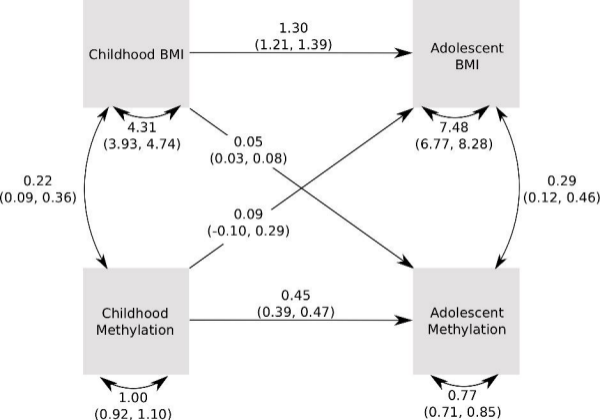 1.30
(1.21, 1.39)
Childhood BMI
Adolescent
BMI
4.31
(3.93, 4.74)
7.48
(6.77, 8.28)
0.05
(0.03, 0.08)
0.22
(0.09, 0.36)
0.29
(0.12, 0.46)
0.09
(-0.10, 0.29)
0.45
(0.39, 0.47)
Childhood
Methylation
Adolescent
Methylation
1.00
(0.92, 1.10)
0.77
(0.71, 0.85)